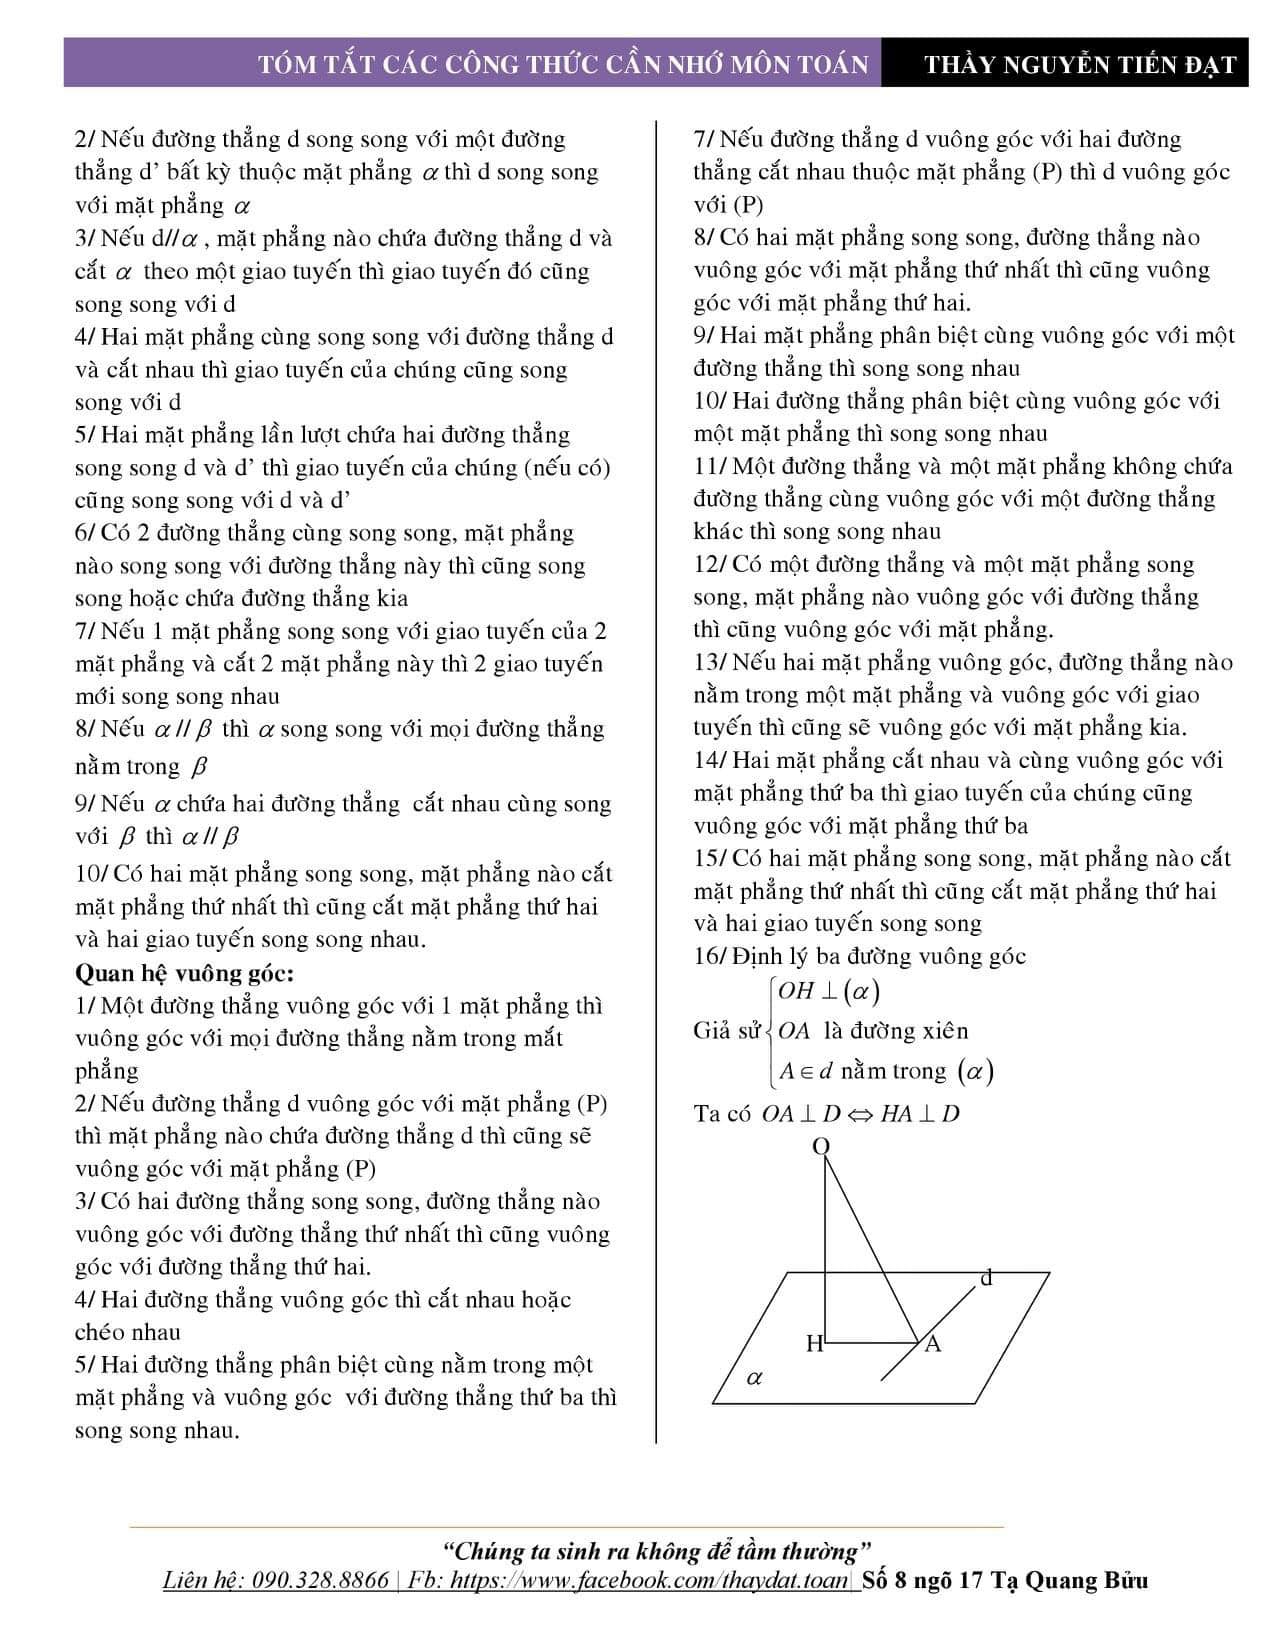 TÓM TẮT CÁC CÔNG THỨC CẦN NHỚ MÔN TOÁN THẦY NGUYỄN TIẾN ĐẠT
2/ Nếu đường thẳng d song song với một đường
thẳng d’ bất kỳ thuộc mặt phẳng α thì d song song
với mặt phẳng α
3/ Nếu d//α , mặt phẳng nào chứa đường thẳng d và
cắt α theo một giao tuyến thì giao tuyến đó cũng
song song với d
4/ Hai mặt phẳng cùng song song với đường thẳng d
và cắt nhau thì giao tuyến của chúng cũng song
song với d
5/ Hai mặt phẳng lần lượt chứa hai đường thẳng
song song d và d’ thì giao tuyến của chúng (nếu có)
cũng song song với d và d’
6/ Có 2 đường thẳng cùng song song, mặt phẳng
nào song song với đường thẳng này thì cũng song
song hoặc chứa đường thẳng kia
7/ Nếu 1 mặt phẳng song song với giao tuyến của 2
mặt phẳng và cắt 2 mặt phẳng này thì 2 giao tuyến
mới song song nhau
8/ Nếu α // β thì α song song với mọi đường thẳng
nằm trong β
9/ Nếu α chứa hai đường thẳng cắt nhau cùng song
với β thì α // β
10/ Có hai mặt phẳng song song, mặt phẳng nào cắt
mặt phẳng thứ nhất thì cũng cắt mặt phẳng thứ hai
và hai giao tuyến song song nhau.
Quan hệ vuông góc:
1/ Một đường thẳng vuông góc với 1 mặt phẳng thì
vuông góc với mọi đường thẳng nằm trong mắt
phẳng
2/ Nếu đường thẳng d vuông góc với mặt phẳng (P)
thì mặt phẳng nào chứa đường thẳng d thì cũng sẽ
vuông góc với mặt phẳng (P)
3/ Có hai đường thẳng song song, đường thẳng nào
vuông góc với đường thẳng thứ nhất thì cũng vuông
góc với đường thẳng thứ hai.
4/ Hai đường thẳng vuông góc thì cắt nhau hoặc
chéo nhau
5/ Hai đường thẳng phân biệt cùng nằm trong một
mặt phẳng và vuông góc với đường thẳng thứ ba thì
song song nhau.
7/ Nếu đường thẳng d vuông góc với hai đường
thẳng cắt nhau thuộc mặt phẳng (P) thì d vuông góc
với (P)
8/ Có hai mặt phẳng song song, đường thẳng nào
vuông góc với mặt phẳng thứ nhất thì cũng vuông
góc với mặt phẳng thứ hai.
9/ Hai mặt phẳng phân biệt cùng vuông góc với một
đường thẳng thì song song nhau
10/ Hai đường thẳng phân biệt cùng vuông góc với
một mặt phẳng thì song song nhau
11/ Một đường thẳng và một mặt phẳng không chứa
đường thẳng cùng vuông góc với một đường thẳng
khác thì song song nhau
12/ Có một đường thẳng và một mặt phẳng song
song, mặt phẳng nào vuông góc với đường thẳng
thì cũng vuông góc với mặt phẳng.
13/ Nếu hai mặt phẳng vuông góc, đường thẳng nào
nằm trong một mặt phẳng và vuông góc với giao
tuyến thì cũng sẽ vuông góc với mặt phẳng kia.
14/ Hai mặt phẳng cắt nhau và cùng vuông góc với
mặt phẳng thứ ba thì giao tuyến của chúng cũng
vuông góc với mặt phẳng thứ ba
15/ Có hai mặt phẳng song song, mặt phẳng nào cắt
mặt phẳng thứ nhất thì cũng cắt mặt phẳng thứ hai
và hai giao tuyến song song
16/ Định lý ba đường vuông góc
OH ⊥ (α)
Giả sử { OA là đường xiên
A ∈ d nằm trong (α)
Ta có OA ⊥ D ⇔ HA ⊥ D
O
d
H A
α
“Chúng ta sinh ra không để tầm thường”
Liên hệ: 090.328.8866 | Fb: https://www.facebook.com/thaydat.toan| Số 8 ngõ 17 Tạ Quang Bửu